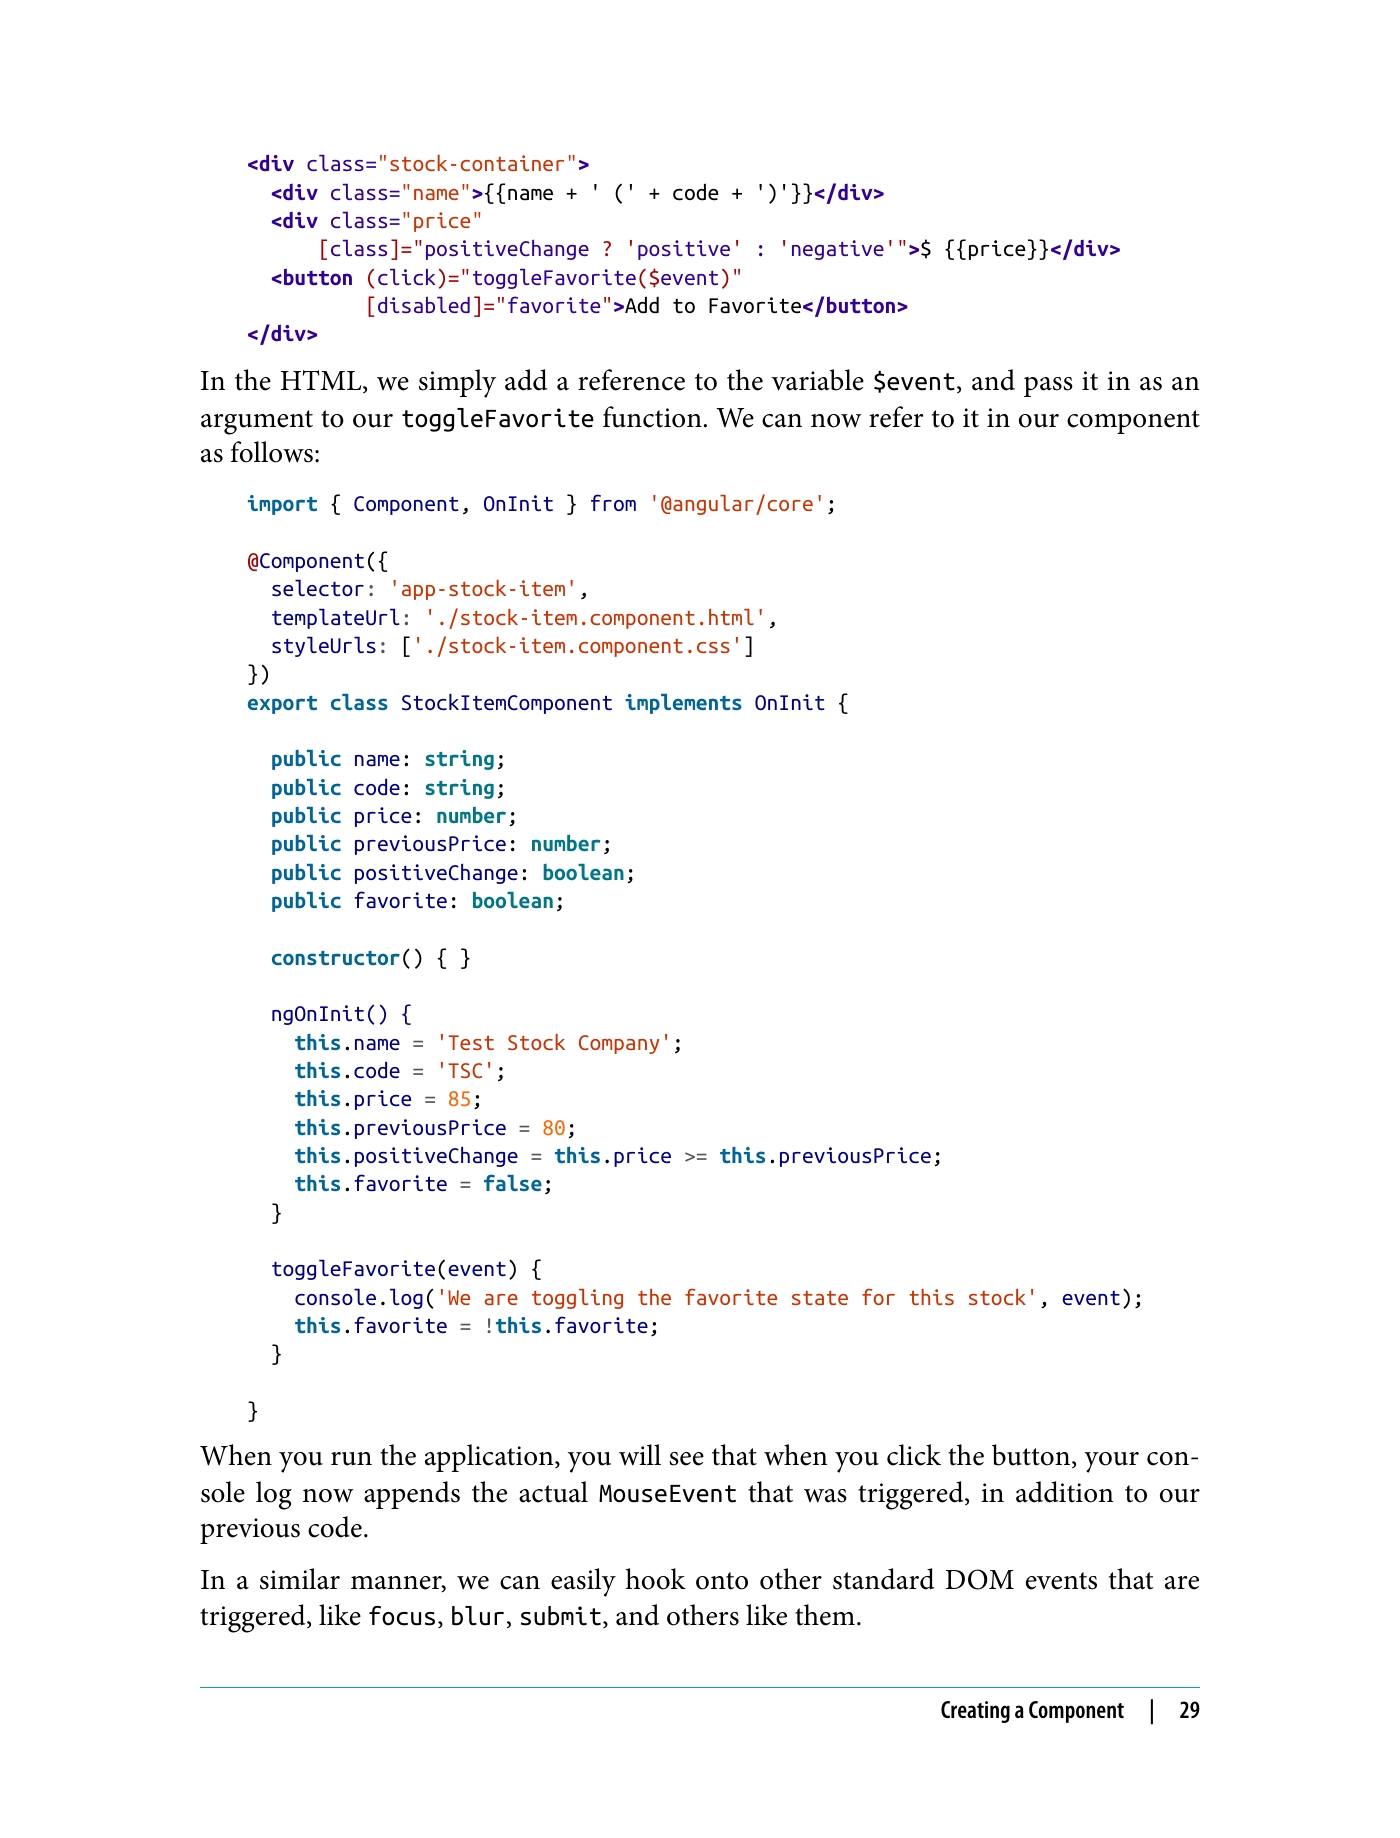 <div class="stock-container">
  <div class="name">{{name + ' (' + code + ')'}}</div>
  <div class="price"
      [class]="positiveChange ? 'positive' : 'negative'">$ {{price}}</div>
  <button (click)="toggleFavorite($event)"
          [disabled]="favorite">Add to Favorite</button>
</div>
In the HTML, we simply add a reference to the variable $event, and pass it in as an
argument to our toggleFavorite function. We can now refer to it in our component
as follows:
import { Component, OnInit } from '@angular/core';
@Component({
  selector: 'app-stock-item',
  templateUrl: './stock-item.component.html',
  styleUrls: ['./stock-item.component.css']
})
export class StockItemComponent implements OnInit {
  public name: string;
  public code: string;
  public price: number;
  public previousPrice: number;
  public positiveChange: boolean;
  public favorite: boolean;
  constructor() { }
  ngOnInit() {
    this.name = 'Test Stock Company';
    this.code = 'TSC';
    this.price = 85;
    this.previousPrice = 80;
    this.positiveChange = this.price >= this.previousPrice;
    this.favorite = false;
  }
  toggleFavorite(event) {
    console.log('We are toggling the favorite state for this stock', event);
    this.favorite = !this.favorite;
  }
}
When you run the application, you will see that when you click the button, your con-
sole log now appends the actual MouseEvent that was triggered, in addition to our
previous code.
In a similar manner, we can easily hook onto other standard DOM events that are
triggered, like focus, blur, submit, and others like them.
Creating a Component | 29